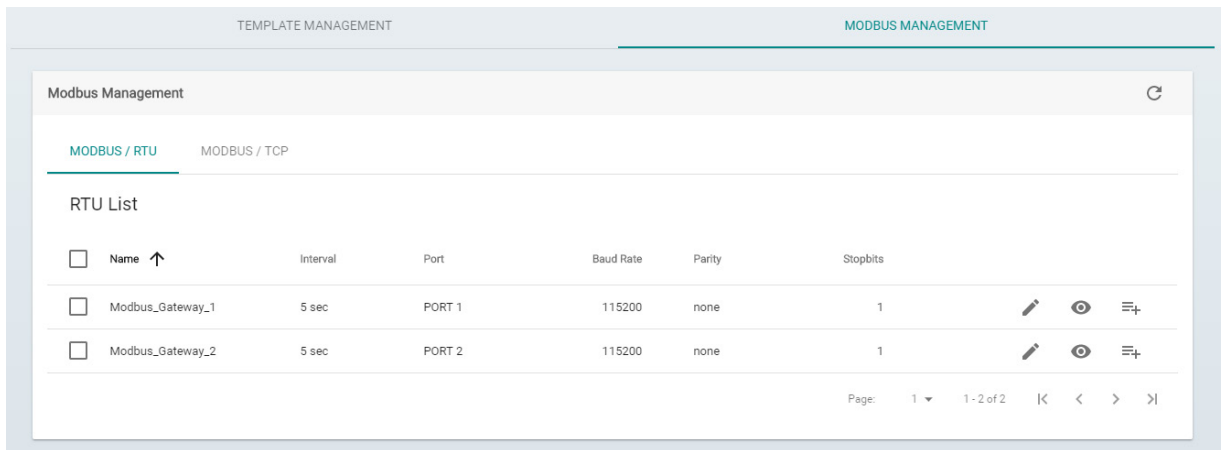 TEMPLATE MANAGEMENT MODBUS MANAGEMENT
Modbus Management
MODBUS / RTU MODBUS / TCP
RTU List
Name Interval Port Baud Rate Parity Stopbits
Modbus_Gateway_1 5 sec PORT 1 115200 none 1
Modbus_Gateway_2 5 sec PORT 2 115200 none 1
Page: 1 1 - 2 of 2